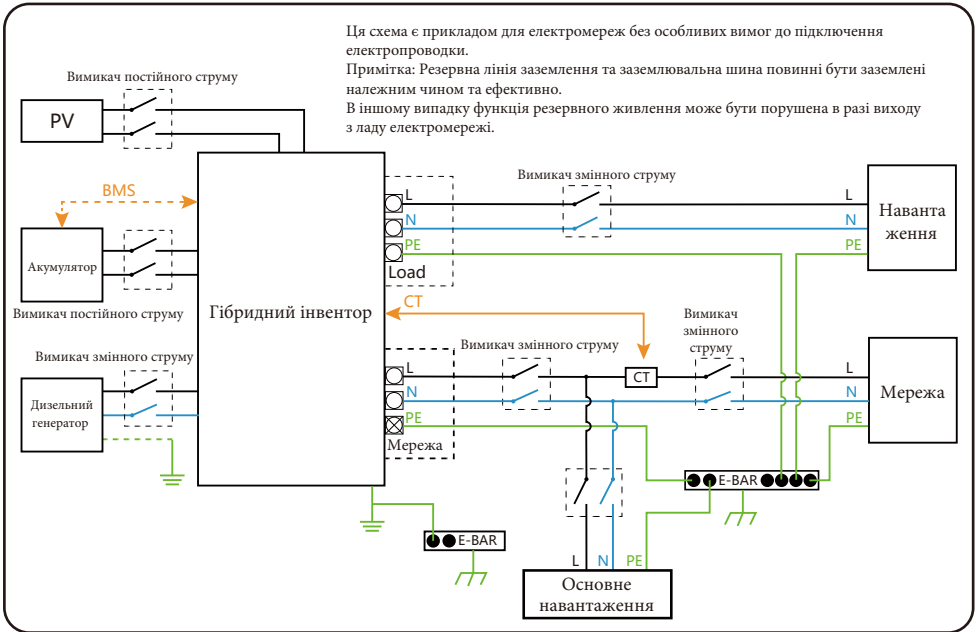 Ця схема є прикладом для електромереж без особливих вимог до підключення
електропроводки.
Примітка: Резервна лінія заземлення та заземлювальна шина повинні бути заземлені
належним чином та ефективно.
В іншому випадку функція резервного живлення може бути порушена в разі виходу
з ладу електромережі.
Вимикач постійного струму
PV
BMS
Акумулятор
Вимикач постійного струму
Вимикач змінного струму
Дизельний
генератор
Гібридний інвентор
L
N
PE
Load
Вимикач змінного струму
L
N
PE
Наванта
ження
CT
Вимикач змінного струму
Вимикач
змінного
струму
L
N
PE
Мережа
CT
L
N
PE
Мережа
E-BAR
E-BAR
L
N
PE
Основне
навантаження